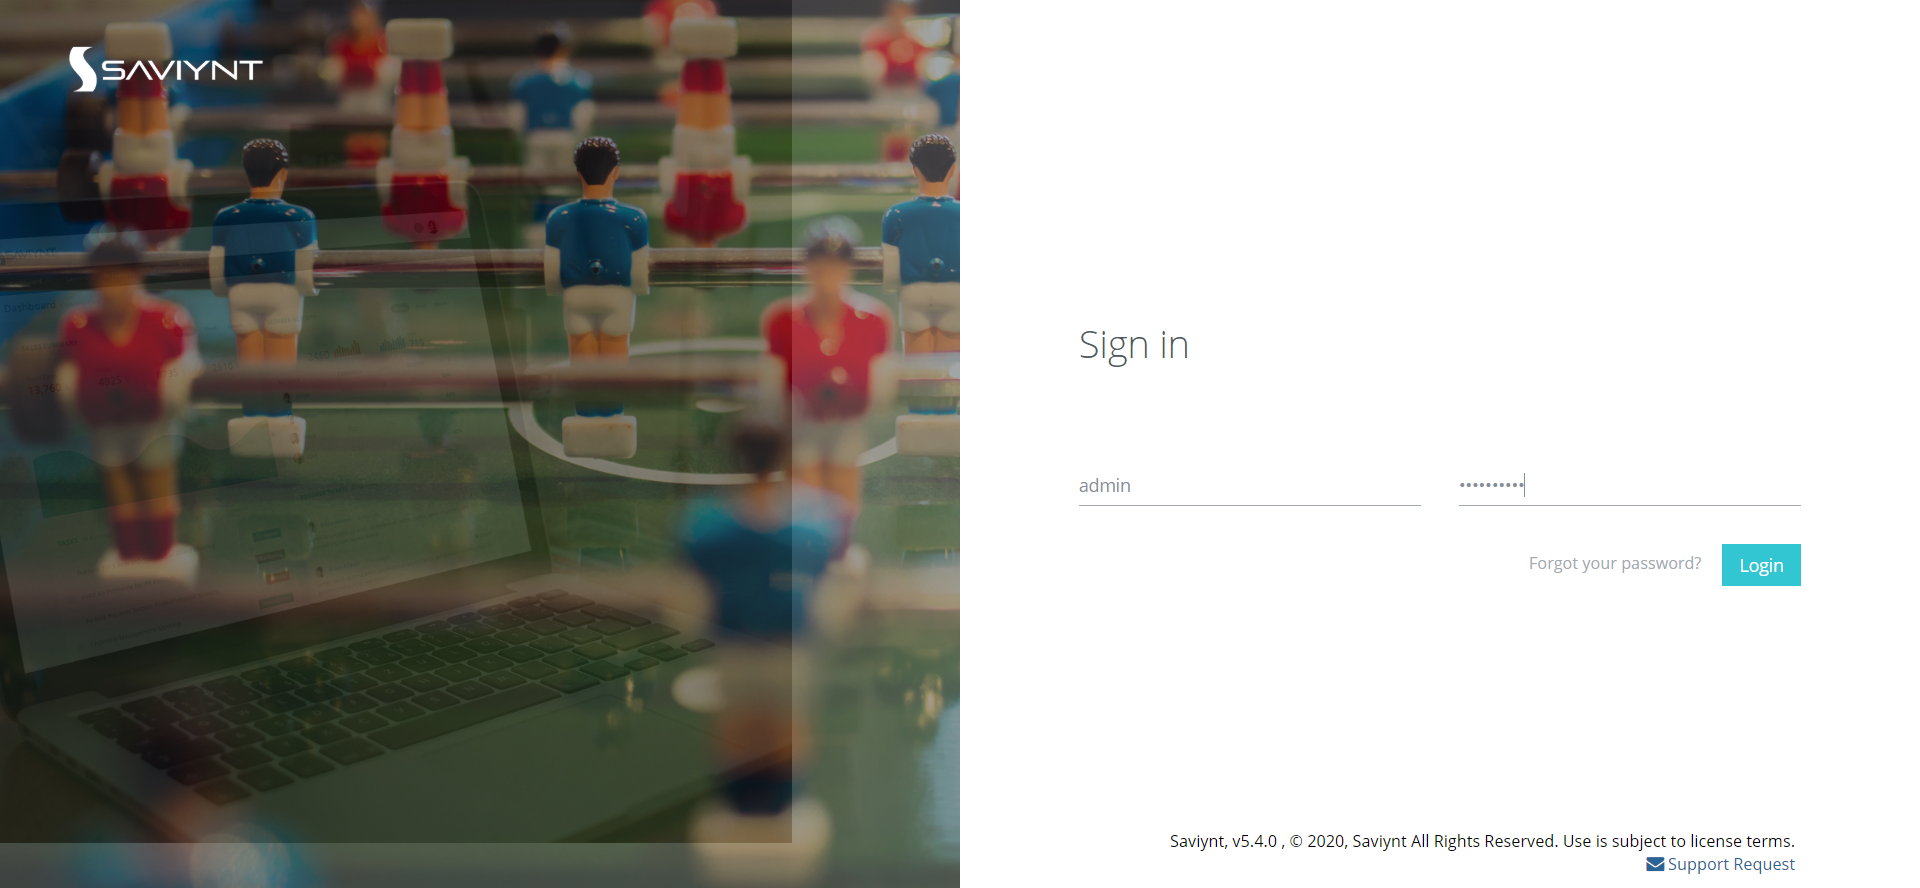 SAVIYNT
Dashboard
Sign in
admin
••••••••••
Forgot your password?
Login
Saviynt, v5.4.0 , © 2020, Saviynt All Rights Reserved. Use is subject to license terms.
Support Request